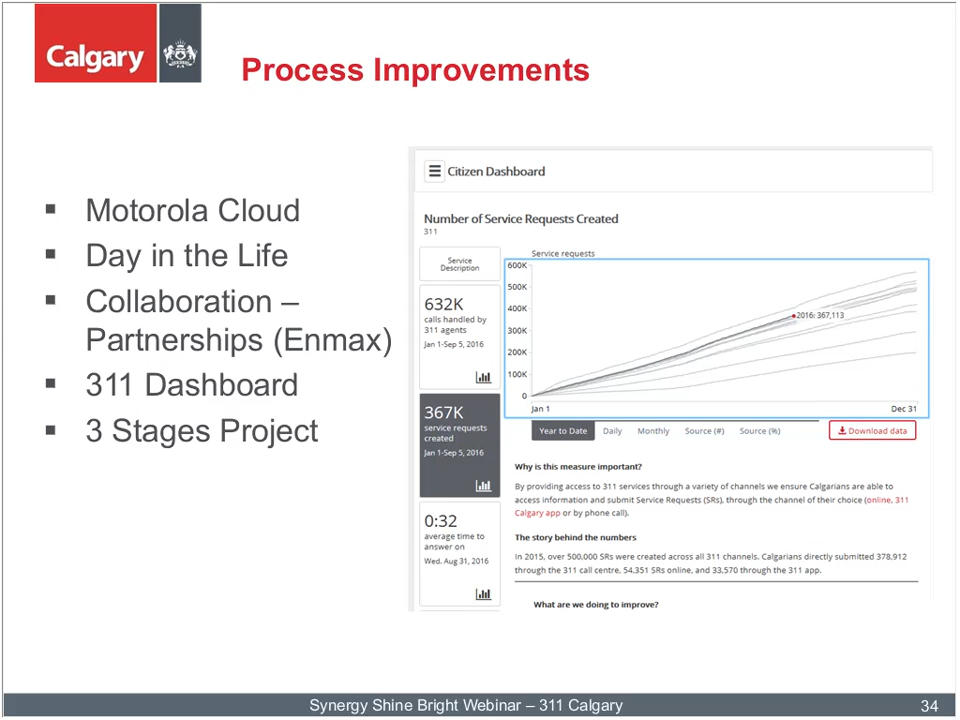 Calgary
Process Improvements
▪ Motorola Cloud
▪ Day in the Life
▪ Collaboration –
Partnerships (Enmax)
▪ 311 Dashboard
▪ 3 Stages Project
Citizen Dashboard
Number of Service Requests Created
311
Service
Description
632K
calls handled by
311 agents
Jan 1-Sep 5, 2016
367K
service requests
created
Jan 1-Sep 5, 2016
0:32
average time to
answer on
Wed. Aug 31, 2016
Service requests
600K
500K
400K
300K
200K
100K
0
2016: 367,113
Jan 1
Dec 31
Year to Date
Daily
Monthly
Source (#)
Source (%)
Download data
Why is this measure important?
By providing access to 311 services through a variety of channels we ensure Calgarians are able to
access information and submit Service Requests (SRs), through the channel of their choice (online, 311
Calgary app or by phone call).
The story behind the numbers
In 2015, over 500,000 SRs were created across all 311 channels. Calgarians directly submitted 378,912
through the 311 call centre, 54,351 SRs online, and 33,570 through the 311 app.
What are we doing to improve?
Synergy Shine Bright Webinar – 311 Calgary
34